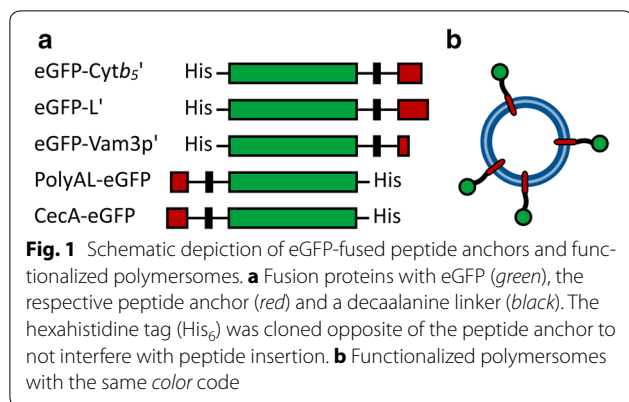 a
b
eGFP-Cytb₅' His
eGFP-L' His
eGFP-Vam3p' His
PolyAL-eGFP His
CecA-eGFP His
Fig. 1 Schematic depiction of eGFP-fused peptide anchors and func-
tionalized polymersomes. a Fusion proteins with eGFP (green), the
respective peptide anchor (red) and a decaalanine linker (black). The
hexahistidine tag (His₆) was cloned opposite of the peptide anchor to
not interfere with peptide insertion. b Functionalized polymersomes
with the same color code